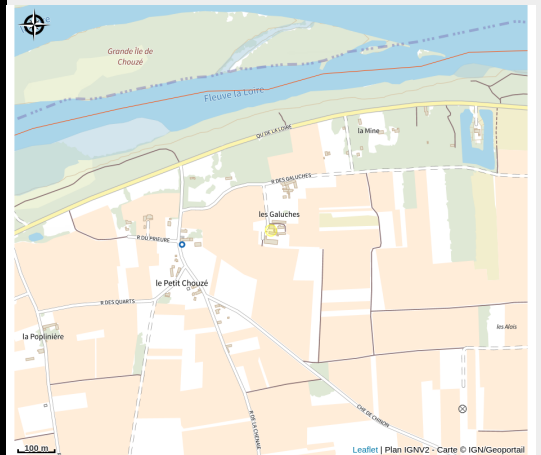 Grande Île de
Chouzé
Fleuve la Loire
QU DE LA LOIRE
la Mine
R DES GALUCHES
les Galuches
R DU PRIEURE
le Petit Chouzé
R DES QUARTS
la Poplinière
les Alois
R DE LA CHENAIE
CHE DE CHINON
100 m
Leaflet | Plan IGNV2 - Carte © IGN/Geoportail